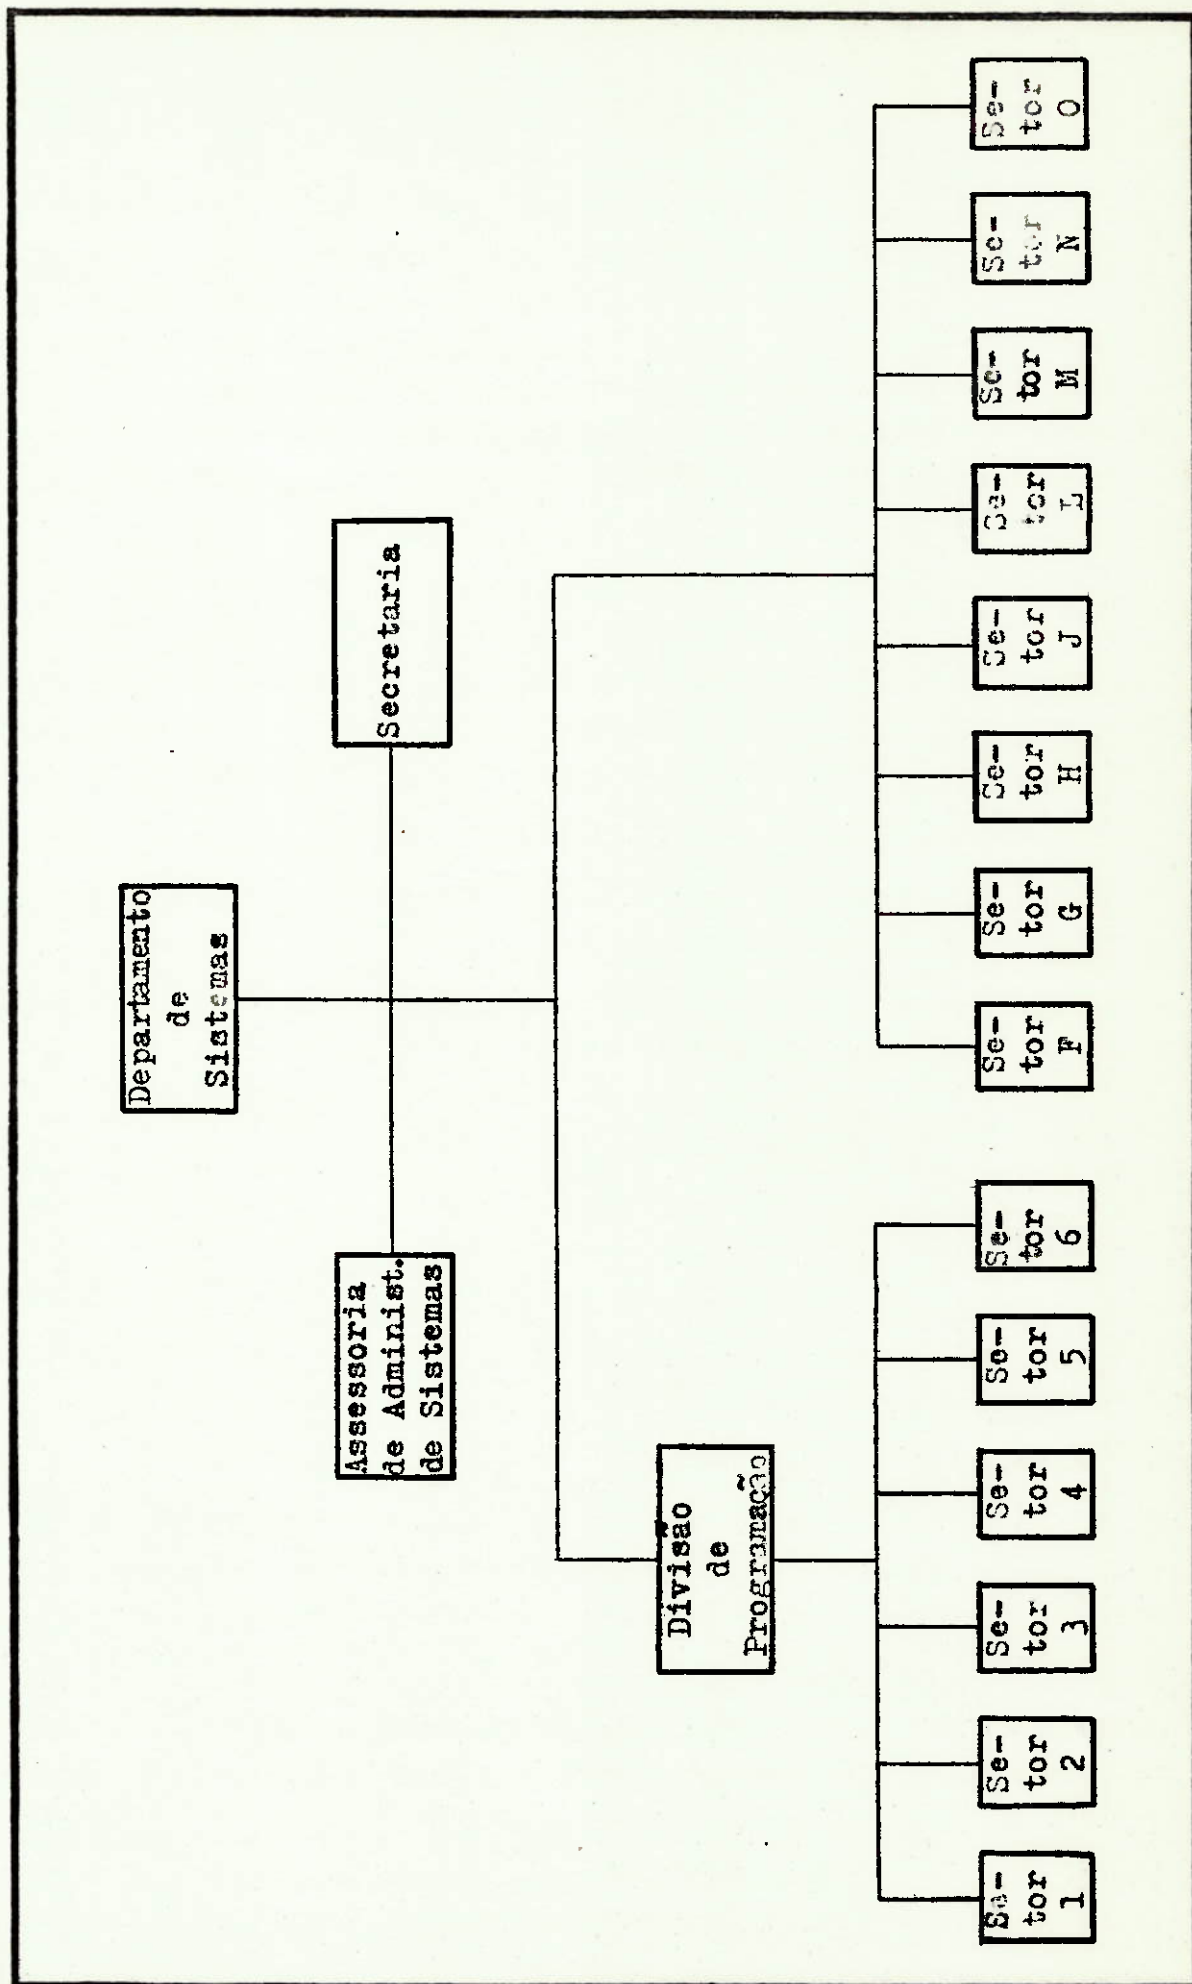 Departamento
de
Sistemas
Assessoria
de Administ.
de Sistemas
Secretaria
Divisão
de
Programação
Se-
tor
1
Se-
tor
2
Se-
tor
3
Se-
tor
4
Se-
tor
5
Se-
tor
6
Se-
tor
F
Se-
tor
G
Se-
tor
H
Se-
tor
J
Se-
tor
L
Se-
tor
M
Se-
tor
N
Se-
tor
O